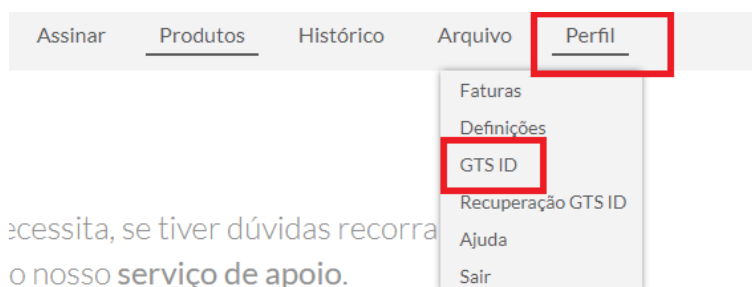 Assinar Produtos Histórico Arquivo Perfil
Faturas
Definições
GTS ID
Recuperação GTS ID
Ajuda
Sair
se tiver dúvidas recorra
o nosso serviço de apoio.